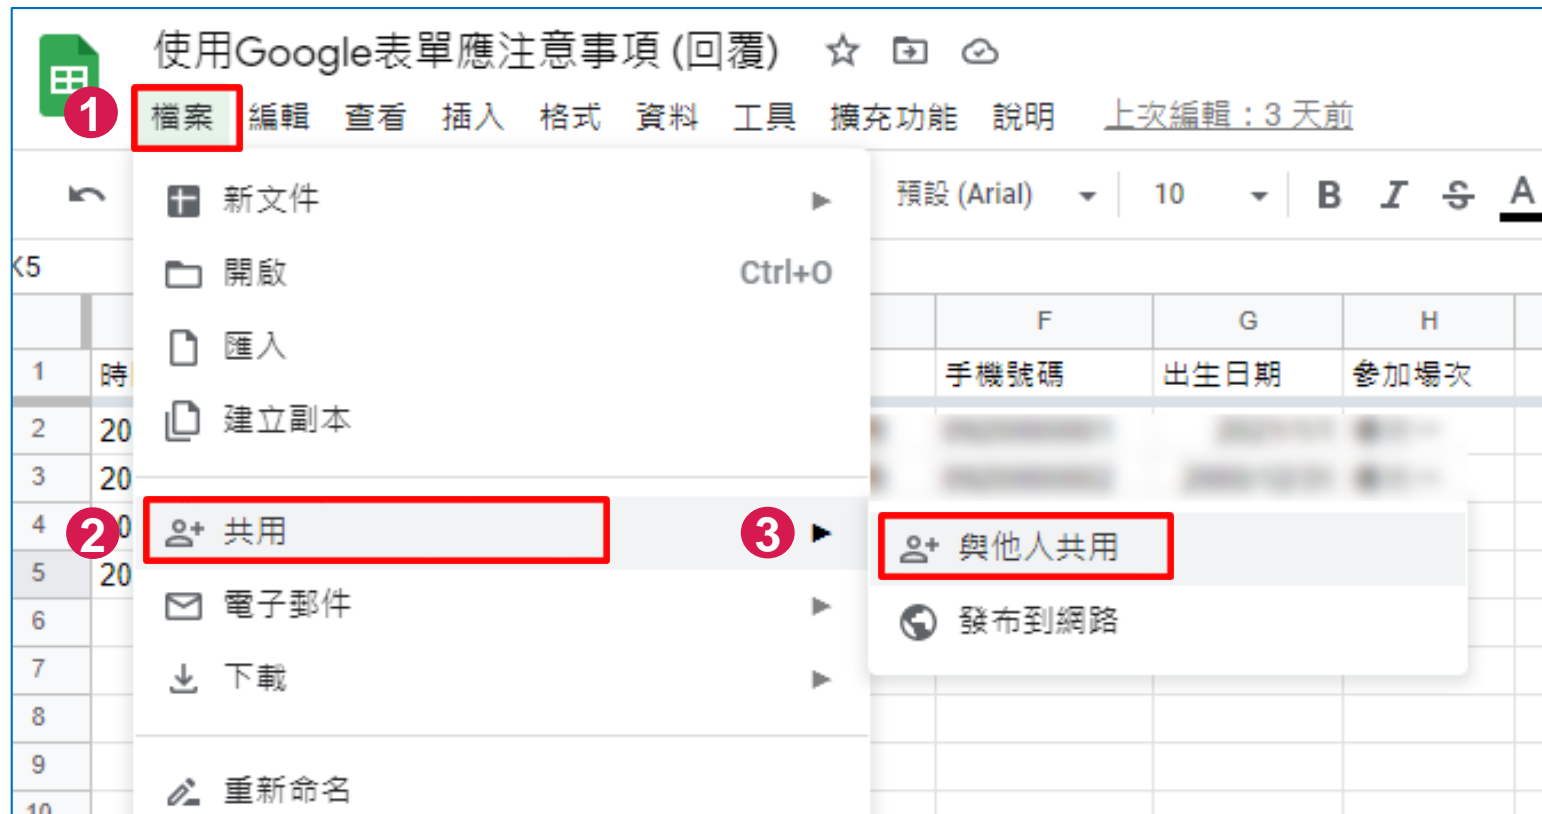 使用Google表單應注意事項 (回覆)
1 檔案 編輯 查看 插入 格式 資料 工具 擴充功能 說明 上次編輯：3 天前
新文件 預設 (Arial) 10 B I S A
K5
開啟 Ctrl+O
F G H
匯入
1 時 手機號碼 出生日期 參加場次
建立副本
2 20
3 20
4 2 0 共用 3 與他人共用
5 20
電子郵件 發布到網路
6
7 下載
8
9
重新命名
10